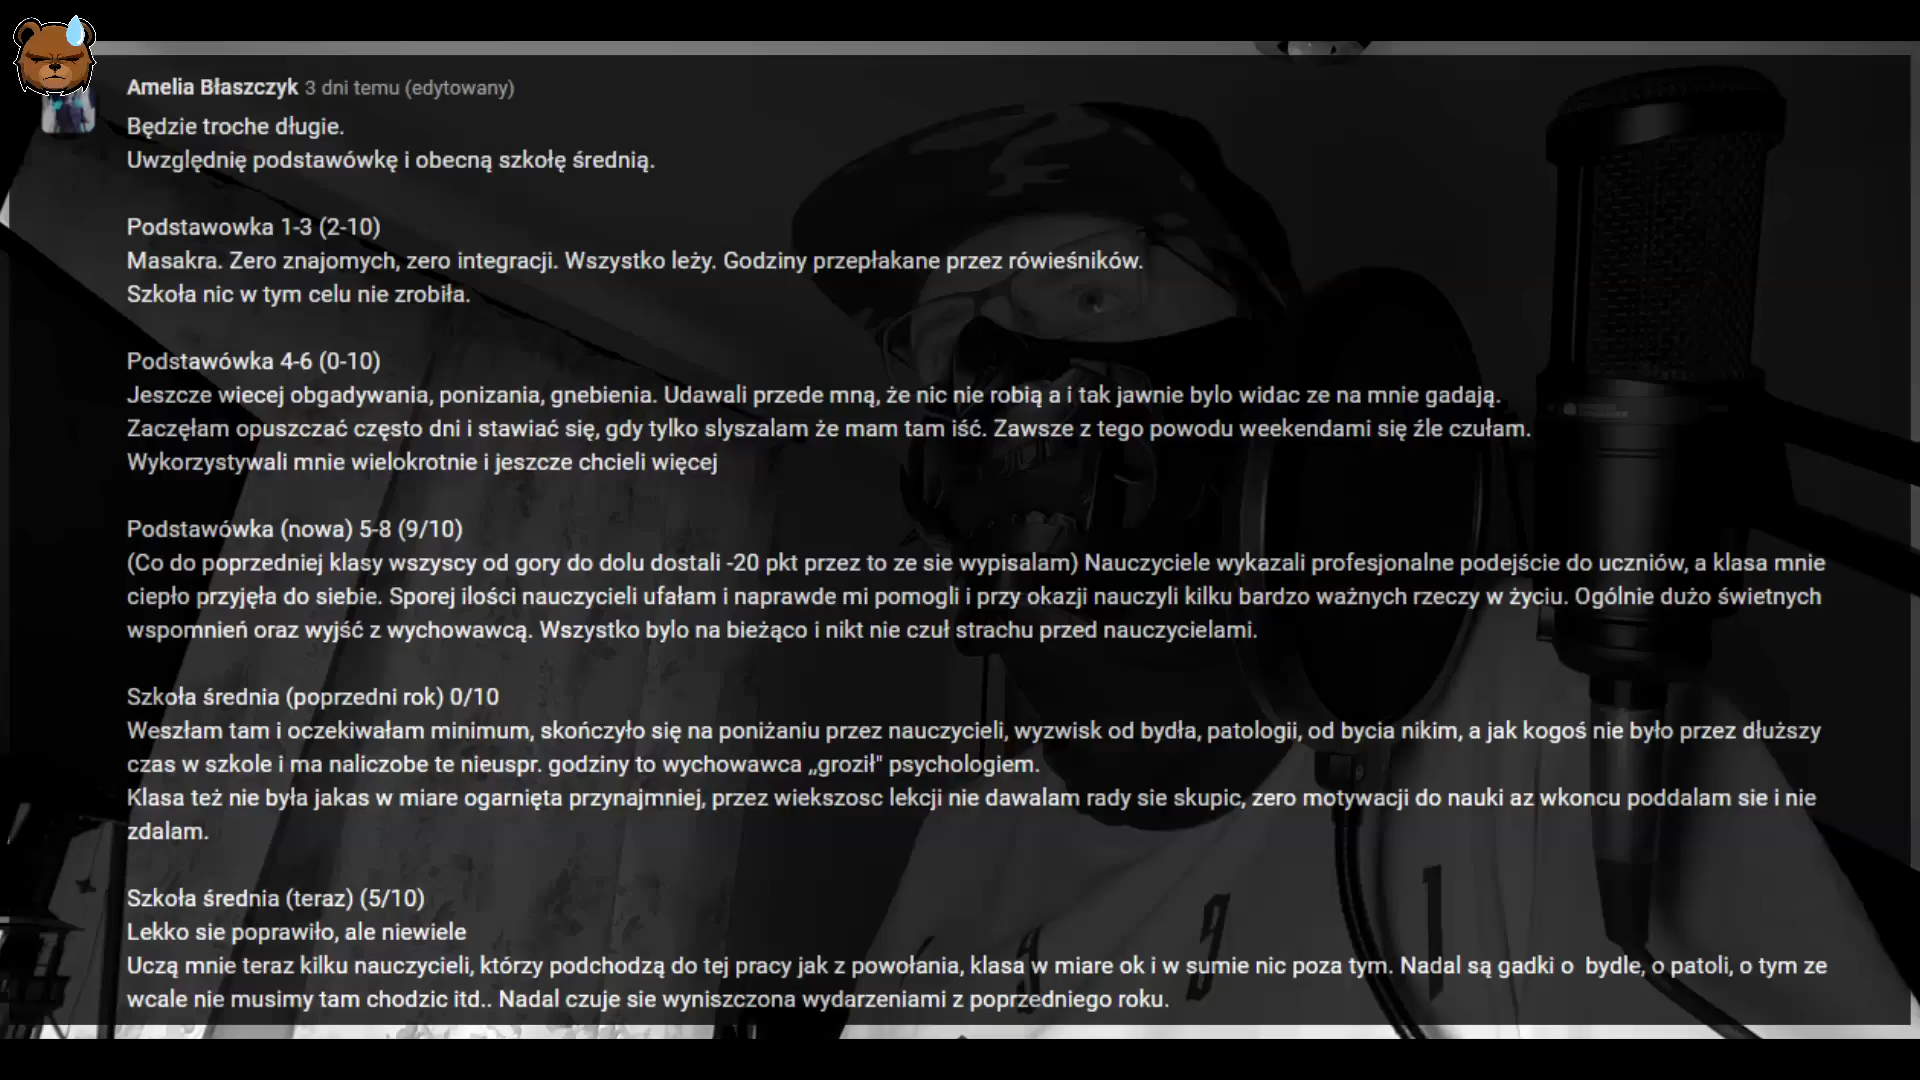 Amelia Błaszczyk 3 dni temu (edytowany)
Będzie troche długie.
Uwzględnię podstawówkę i obecną szkołę średnią.
Podstawowka 1-3 (2-10)
Masakra. Zero znajomych, zero integracji. Wszystko leży. Godziny przepłakane przez rówieśników.
Szkoła nic w tym celu nie zrobiła.
Podstawówka 4-6 (0-10)
Jeszcze wiecej obgadywania, ponizania, gnebienia. Udawali przede mną, że nic nie robią a i tak jawnie bylo widac ze na mnie gadają.
Zaczęłam opuszczać często dni i stawiać się, gdy tylko slyszalam że mam tam iść. Zawsze z tego powodu weekendami się źle czułam.
Wykorzystywali mnie wielokrotnie i jeszcze chcieli więcej
Podstawówka (nowa) 5-8 (9/10)
(Co do poprzedniej klasy wszyscy od gory do dolu dostali -20 pkt przez to ze sie wypisalam) Nauczyciele wykazali profesjonalne podejście do uczniów, a klasa mnie
ciepło przyjęła do siebie. Sporej ilości nauczycieli ufałam i naprawde mi pomogli i przy okazji nauczyli kilku bardzo ważnych rzeczy w życiu. Ogólnie dużo świetnych
wspomnień oraz wyjść z wychowawcą. Wszystko bylo na bieżąco i nikt nie czuł strachu przed nauczycielami.
Szkoła średnia (poprzedni rok) 0/10
Weszłam tam i oczekiwałam minimum, skończyło się na poniżaniu przez nauczycieli, wyzwisk od bydła, patologii, od bycia nikim, a jak kogoś nie było przez dłuższy
czas w szkole i ma naliczobe te nieuspr. godziny to wychowawca ,,groził" psychologiem.
Klasa też nie była jakas w miare ogarnięta przynajmniej, przez wiekszosc lekcji nie dawalam rady sie skupic, zero motywacji do nauki az wkoncu poddalam sie i nie
zdalam.
Szkoła średnia (teraz) (5/10)
Lekko sie poprawiło, ale niewiele
Uczą mnie teraz kilku nauczycieli, którzy podchodzą do tej pracy jak z powołania, klasa w miare ok i w sumie nic poza tym. Nadal są gadki o  bydle, o patoli, o tym ze
wcale nie musimy tam chodzic itd.. Nadal czuje sie wyniszczona wydarzeniami z poprzedniego roku.